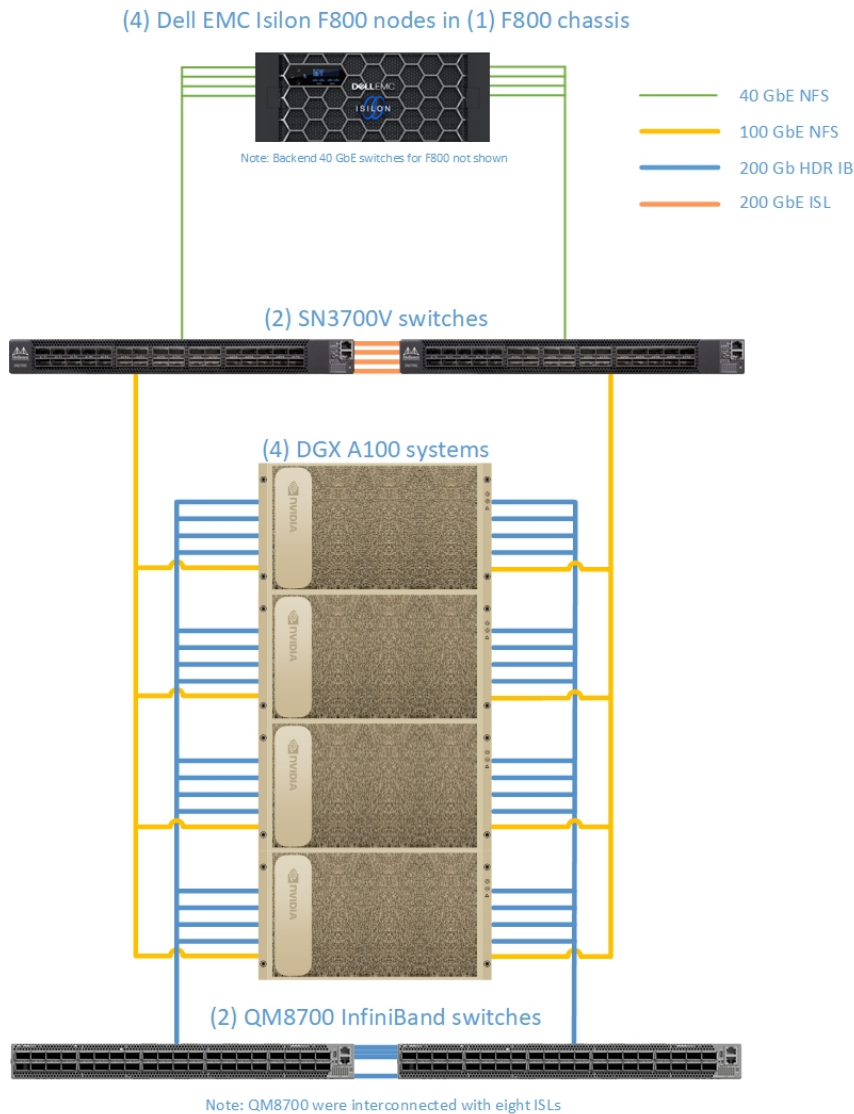 (4) Dell EMC Isilon F800 nodes in (1) F800 chassis
DELLEMC
ISILON
Note: Backend 40 GbE switches for F800 not shown
40 GbE NFS
100 GbE NFS
200 Gb HDR IB
200 GbE ISL
(2) SN3700V switches
(4) DGX A100 systems
NVIDIA
NVIDIA
NVIDIA
NVIDIA
(2) QM8700 InfiniBand switches
Note: QM8700 were interconnected with eight ISLs